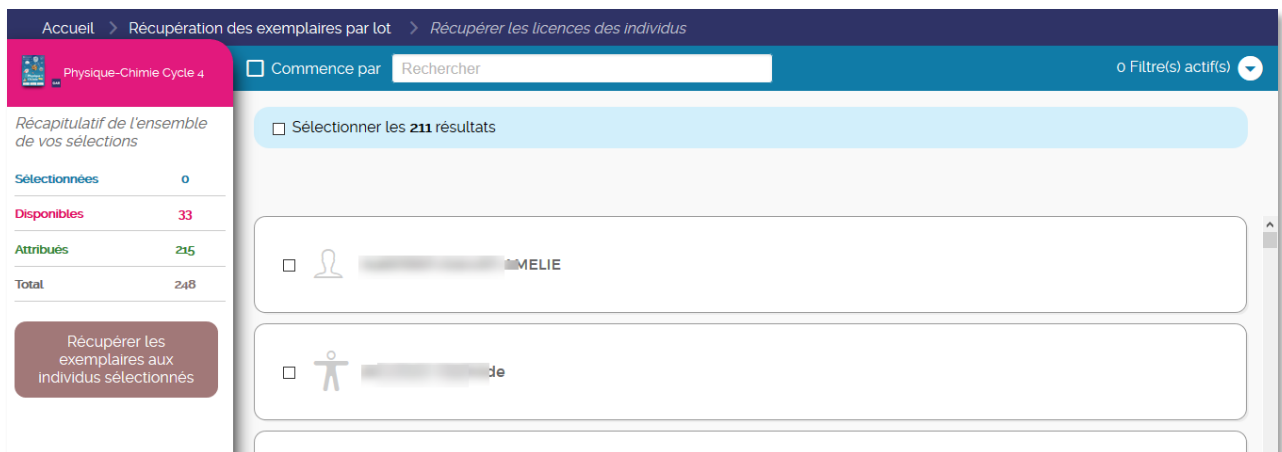 Accueil > Récupération des exemplaires par lot > Récupérer les licences des individus
Physique-Chimie Cycle 4
Commence par Rechercher 0 Filtre(s) actif(s)
Récapitulatif de l'ensemble
de vos sélections
Sélectionner les 211 résultats
Sélectionnées 0
Disponibles 33
Attribués 215
Total 248
Récupérer les
exemplaires aux
individus sélectionnés
AMELIE
de